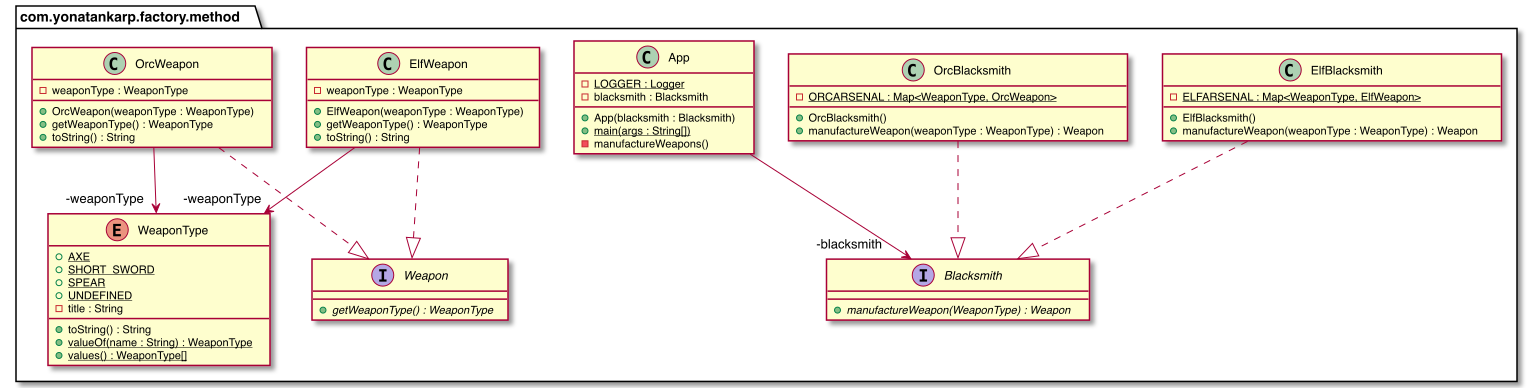 com.yonatankarp.factory.method
C OrcWeapon
weaponType : WeaponType
OrcWeapon(weaponType : WeaponType)
getWeaponType() : WeaponType
toString() : String
C ElfWeapon
weaponType : WeaponType
ElfWeapon(weaponType : WeaponType)
getWeaponType() : WeaponType
toString() : String
C App
LOGGER : Logger
blacksmith : Blacksmith
App(blacksmith : Blacksmith)
main(args : String[])
manufactureWeapons()
C OrcBlacksmith
ORCARSENAL : Map<WeaponType, OrcWeapon>
OrcBlacksmith()
manufactureWeapon(weaponType : WeaponType) : Weapon
C ElfBlacksmith
ELFARSENAL : Map<WeaponType, ElfWeapon>
ElfBlacksmith()
manufactureWeapon(weaponType : WeaponType) : Weapon
-weaponType
-weaponType
-blacksmith
E WeaponType
AXE
SHORT_SWORD
SPEAR
UNDEFINED
title : String
toString() : String
valueOf(name : String) : WeaponType
values() : WeaponType[]
I Weapon
getWeaponType() : WeaponType
I Blacksmith
manufactureWeapon(WeaponType) : Weapon